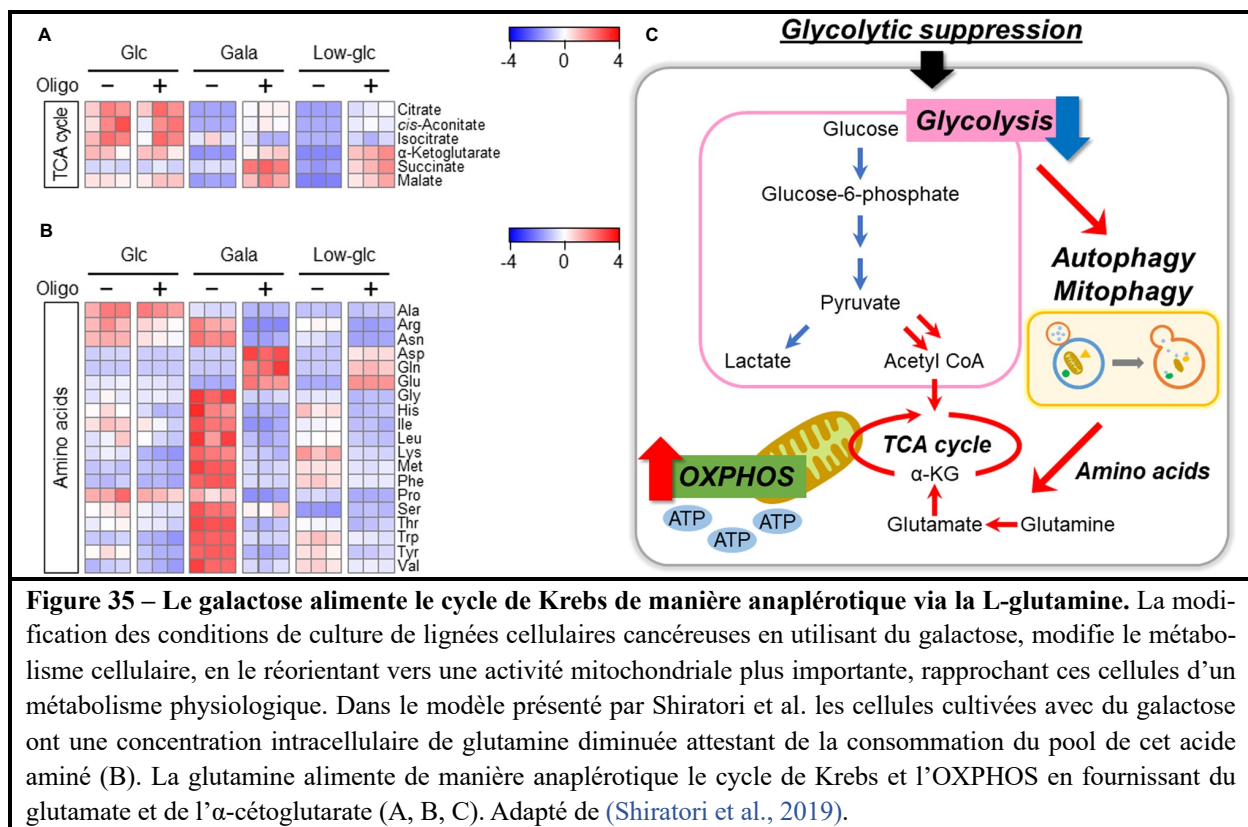 A
Glc
Gala
Low-glc
Oligo
−
+
−
+
−
+
-4
0
4
TCA cycle
Citrate
cis-Aconitate
Isocitrate
α-Ketoglutarate
Succinate
Malate
B
Glc
Gala
Low-glc
Oligo
−
+
−
+
−
+
-4
0
4
Amino acids
Ala
Arg
Asn
Asp
Gln
Glu
Gly
His
Ile
Leu
Lys
Met
Phe
Pro
Ser
Thr
Trp
Tyr
Val
C
Glycolytic suppression
Glycolysis
Glucose
Glucose-6-phosphate
Pyruvate
Lactate
Acetyl CoA
Autophagy
Mitophagy
TCA cycle
α-KG
Amino acids
Glutamate
Glutamine
OXPHOS
ATP
ATP
ATP
Figure 35 – Le galactose alimente le cycle de Krebs de manière anaplérotique via la L-glutamine. La modi-
fication des conditions de culture de lignées cellulaires cancéreuses en utilisant du galactose, modifie le métabo-
lisme cellulaire, en le réorientant vers une activité mitochondriale plus importante, rapprochant ces cellules d’un
métabolisme physiologique. Dans le modèle présenté par Shiratori et al. les cellules cultivées avec du galactose
ont une concentration intracellulaire de glutamine diminuée attestant de la consommation du pool de cet acide
aminé (B). La glutamine alimente de manière anaplérotique le cycle de Krebs et l’OXPHOS en fournissant du
glutamate et de l’α-cétoglutarate (A, B, C). Adapté de (Shiratori et al., 2019).